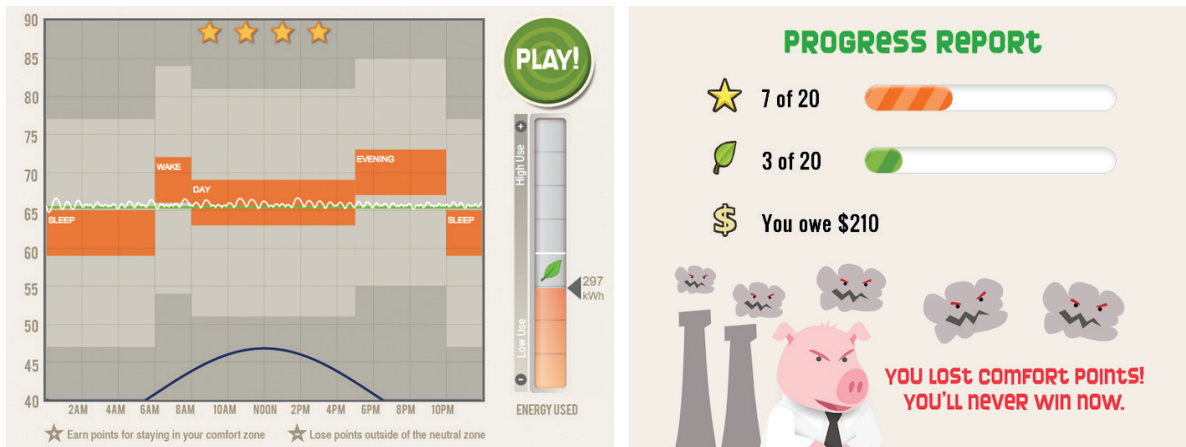 90
85
80
75
70
65
60
55
50
45
40
WAKE
DAY
EVENING
SLEEP
SLEEP
2AM 4AM 6AM 8AM 10AM NOON 2PM 4PM 6PM 8PM 10PM
Earn points for staying in your comfort zone
Lose points outside of the neutral zone
PLAY!
High Use
Low Use
297
kWh
ENERGY USED
PROGRESS REPORT
7 of 20
3 of 20
$ You owe $210
YOU LOST COMFORT POINTS!
YOU'LL NEVER WIN NOW.